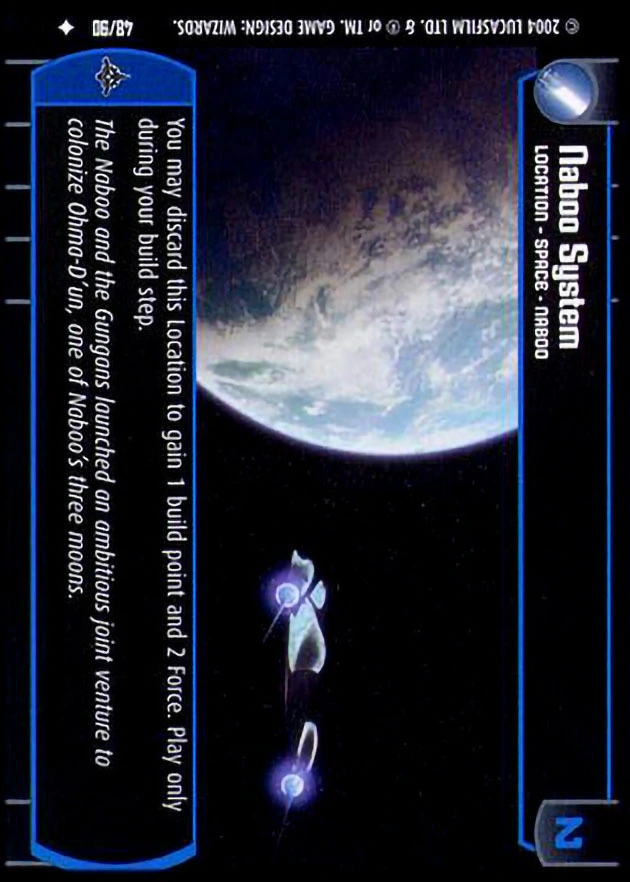 Naboo System
LOCATION - SPACE - NABOO
2
You may discard this Location to gain 1 build point and 2 Force. Play only
during your build step.
The Naboo and the Gungans launched an ambitious joint venture to
colonize Ohma-D'un, one of Naboo's three moons.
© 2004 LUCASFILM LTD. & ® or TM. GAME DESIGN: WIZARDS.
48/90